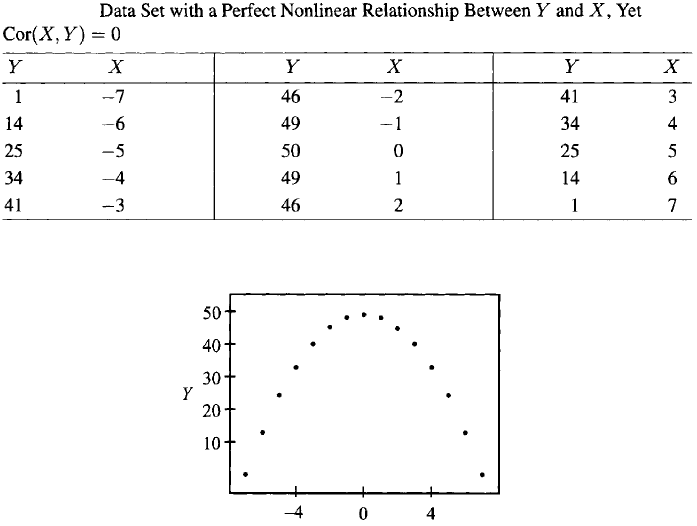 Data Set with a Perfect Nonlinear Relationship Between Y and X, Yet
Cor(X, Y) = 0
Y X Y X Y X
1 −7 46 −2 41 3
14 −6 49 −1 34 4
25 −5 50 0 25 5
34 −4 49 1 14 6
41 −3 46 2 1 7
50
40
30
Y
20
10
−4 0 4